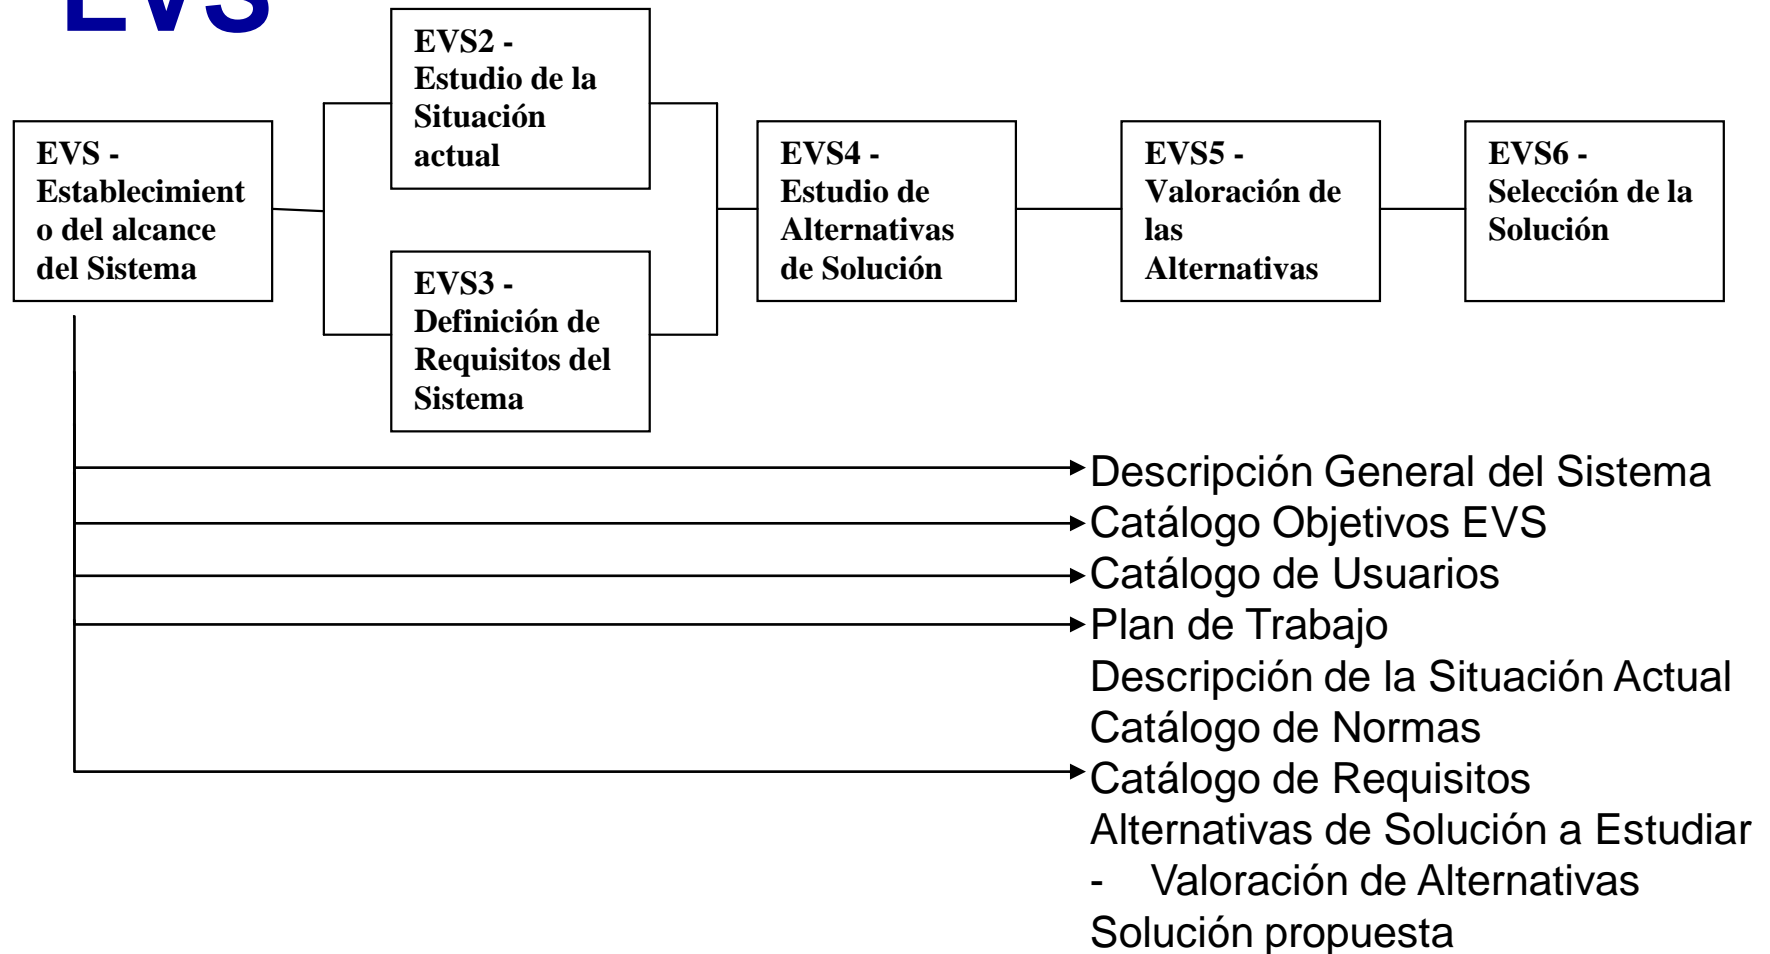 EVS
EVS2 -
Estudio de la
Situación
actual
EVS -
Establecimient
o del alcance
del Sistema
EVS3 -
Definición de
Requisitos del
Sistema
EVS4 -
Estudio de
Alternativas
de Solución
EVS5 -
Valoración de
las
Alternativas
EVS6 -
Selección de la
Solución
Descripción General del Sistema
Catálogo Objetivos EVS
Catálogo de Usuarios
Plan de Trabajo
Descripción de la Situación Actual
Catálogo de Normas
Catálogo de Requisitos
Alternativas de Solución a Estudiar
- Valoración de Alternativas
Solución propuesta